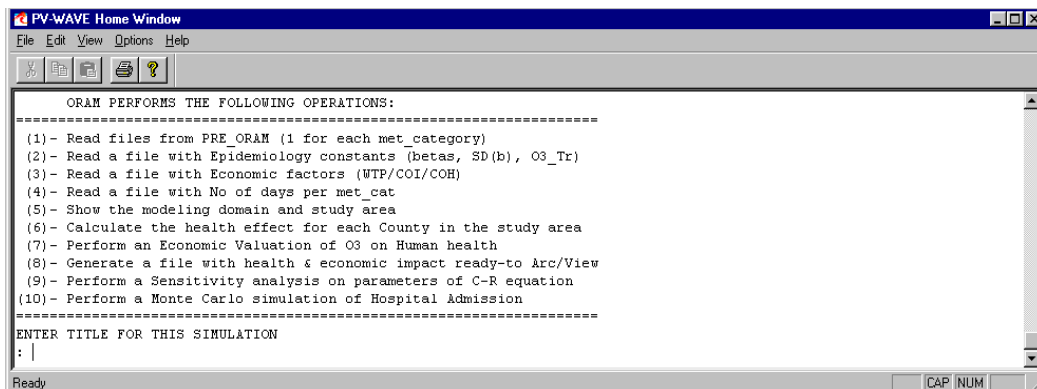 PV-WAVE Home Window
File Edit View Options Help
ORAM PERFORMS THE FOLLOWING OPERATIONS:
=====================================================================
(1)- Read files from PRE_ORAM (1 for each met_category)
(2)- Read a file with Epidemiology constants (betas, SD(b), O3_Tr)
(3)- Read a file with Economic factors (WTP/COI/COH)
(4)- Read a file with No of days per met_cat
(5)- Show the modeling domain and study area
(6)- Calculate the health effect for each County in the study area
(7)- Perform an Economic Valuation of O3 on Human health
(8)- Generate a file with health & economic impact ready-to Arc/View
(9)- Perform a Sensitivity analysis on parameters of C-R equation
(10)- Perform a Monte Carlo simulation of Hospital Admission
=====================================================================
ENTER TITLE FOR THIS SIMULATION
: |
Ready CAP NUM